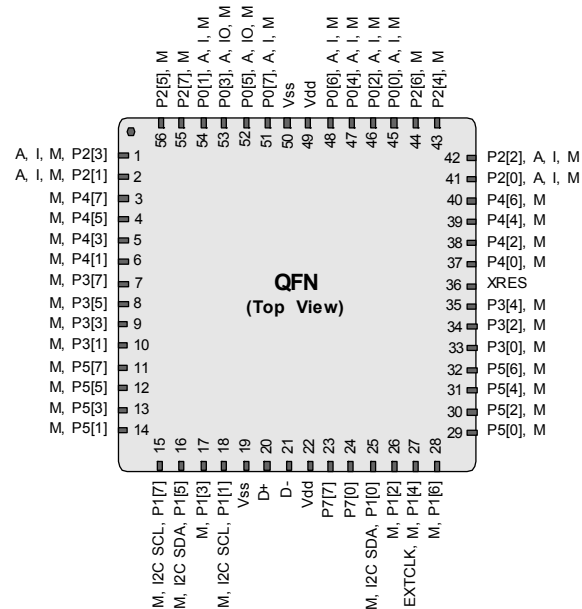 P2[5], M
P2[7], M
P0[1], A, I, M
P0[3], A, IO, M
P0[5], A, IO, M
P0[7], A, I, M
Vss
Vdd
P0[6], A, I, M
P0[4], A, I, M
P0[2], A, I, M
P0[0], A, I, M
P2[6], M
P2[4], M
56
55
54
53
52
51
50
49
48
47
46
45
44
43
A, I, M, P2[3] 1
A, I, M, P2[1] 2
M, P4[7] 3
M, P4[5] 4
M, P4[3] 5
M, P4[1] 6
M, P3[7] 7
M, P3[5] 8
M, P3[3] 9
M, P3[1] 10
M, P5[7] 11
M, P5[5] 12
M, P5[3] 13
M, P5[1] 14
QFN
(Top View)
42 P2[2], A, I, M
41 P2[0], A, I, M
40 P4[6], M
39 P4[4], M
38 P4[2], M
37 P4[0], M
36 XRES
35 P3[4], M
34 P3[2], M
33 P3[0], M
32 P5[6], M
31 P5[4], M
30 P5[2], M
29 P5[0], M
15
16
17
18
19
20
21
22
23
24
25
26
27
28
M, I2C SCL, P1[7]
M, I2C SDA, P1[5]
M, P1[3]
M, I2C SCL, P1[1]
Vss
D+
D-
Vdd
P7[7]
P7[0]
M, I2C SDA, P1[0]
M, P1[2]
EXTCLK, M, P1[4]
M, P1[6]